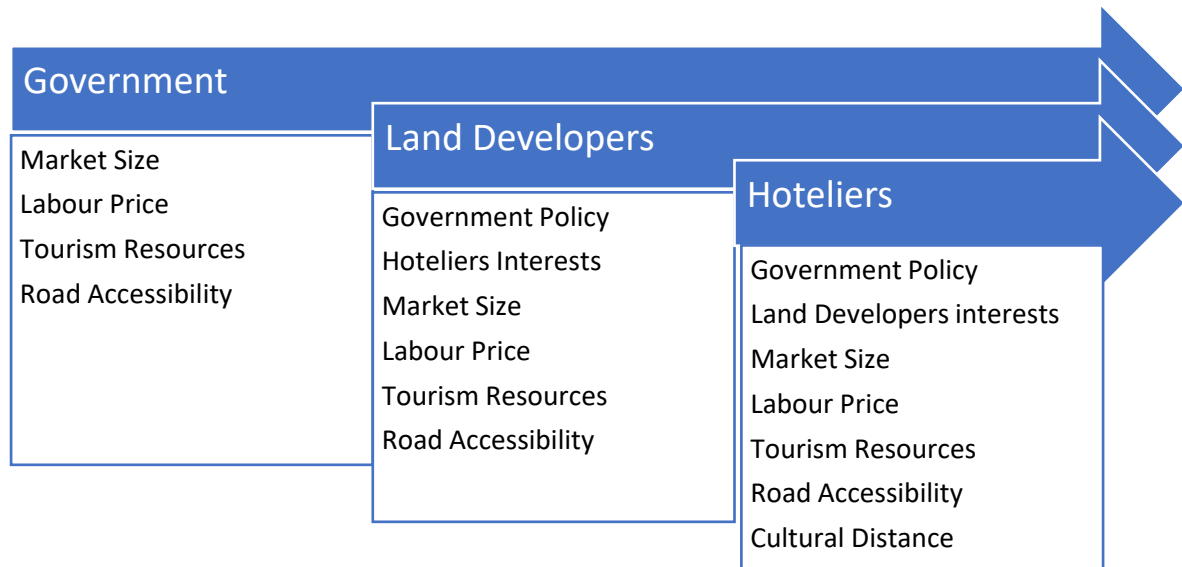 Government
Market Size
Labour Price
Tourism Resources
Road Accessibility
Land Developers
Government Policy
Hoteliers Interests
Market Size
Labour Price
Tourism Resources
Road Accessibility
Hoteliers
Government Policy
Land Developers interests
Market Size
Labour Price
Tourism Resources
Road Accessibility
Cultural Distance